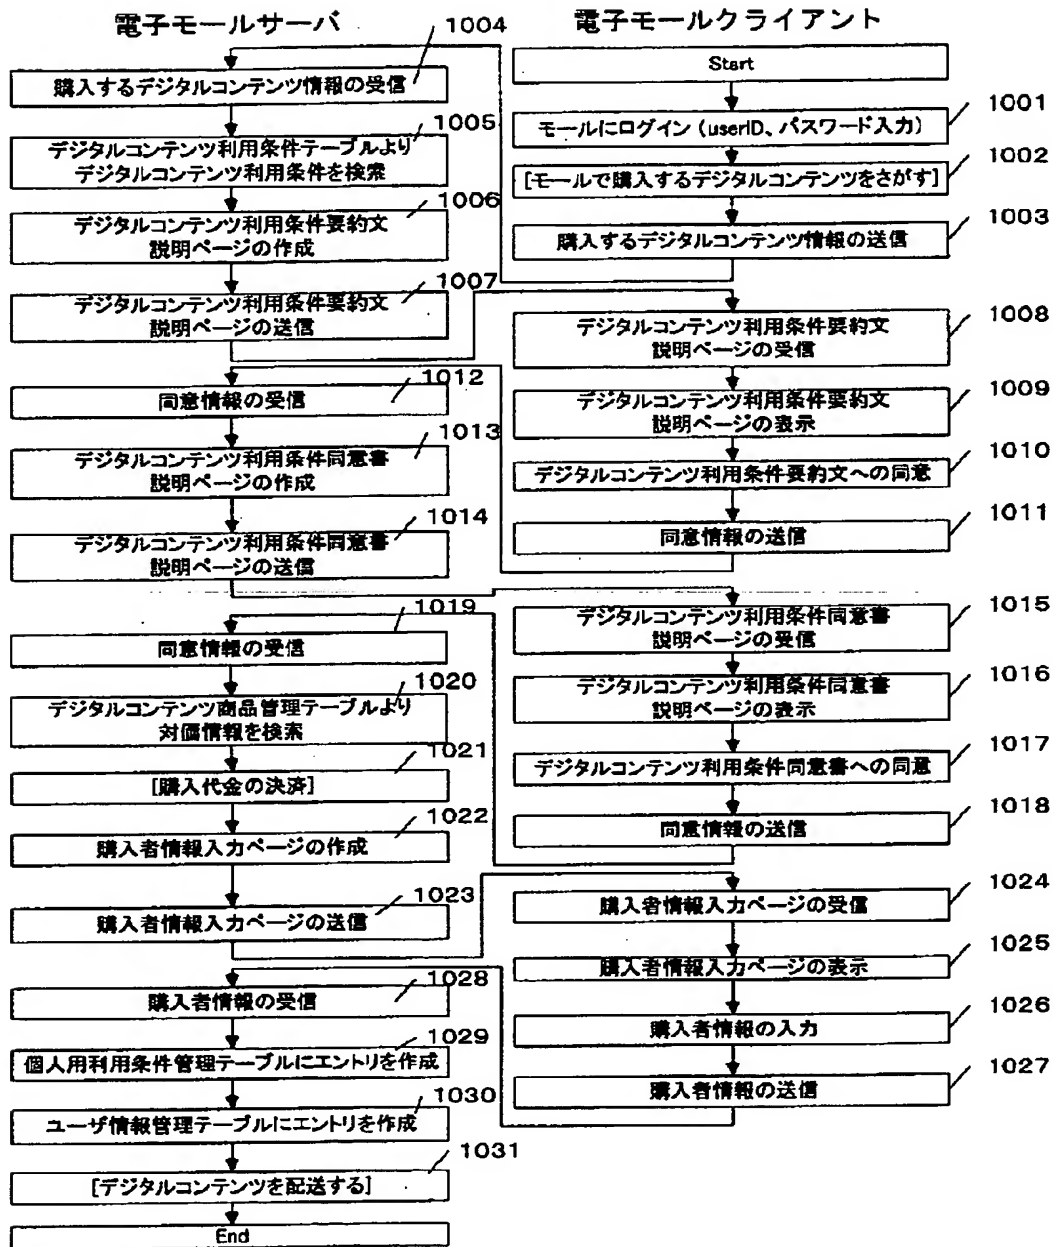 電子モールサーバ
1004
購入するデジタルコンテンツ情報の受信
1005
デジタルコンテンツ利用条件テーブルより
デジタルコンテンツ利用条件を検索
1006
デジタルコンテンツ利用条件要約文
説明ページの作成
1007
デジタルコンテンツ利用条件要約文
説明ページの送信
1012
同意情報の受信
1013
デジタルコンテンツ利用条件同意書
説明ページの作成
1014
デジタルコンテンツ利用条件同意書
説明ページの送信
1019
同意情報の受信
1020
デジタルコンテンツ商品管理テーブルより
対価情報を検索
1021
[購入代金の決済]
1022
購入者情報入力ページの作成
1023
購入者情報入力ページの送信
1028
購入者情報の受信
1029
個人用利用条件管理テーブルにエントリを作成
1030
ユーザ情報管理テーブルにエントリを作成
1031
[デジタルコンテンツを配送する]
End
電子モールクライアント
Start
1001
モールにログイン(userID、パスワード入力)
1002
[モールで購入するデジタルコンテンツをさがす]
1003
購入するデジタルコンテンツ情報の送信
1008
デジタルコンテンツ利用条件要約文
説明ページの受信
1009
デジタルコンテンツ利用条件要約文
説明ページの表示
1010
デジタルコンテンツ利用条件要約文への同意
1011
同意情報の送信
1015
デジタルコンテンツ利用条件同意書
説明ページの受信
1016
デジタルコンテンツ利用条件同意書
説明ページの表示
1017
デジタルコンテンツ利用条件同意書への同意
1018
同意情報の送信
1024
購入者情報入力ページの受信
1025
購入者情報入力ページの表示
1026
購入者情報の入力
1027
購入者情報の送信